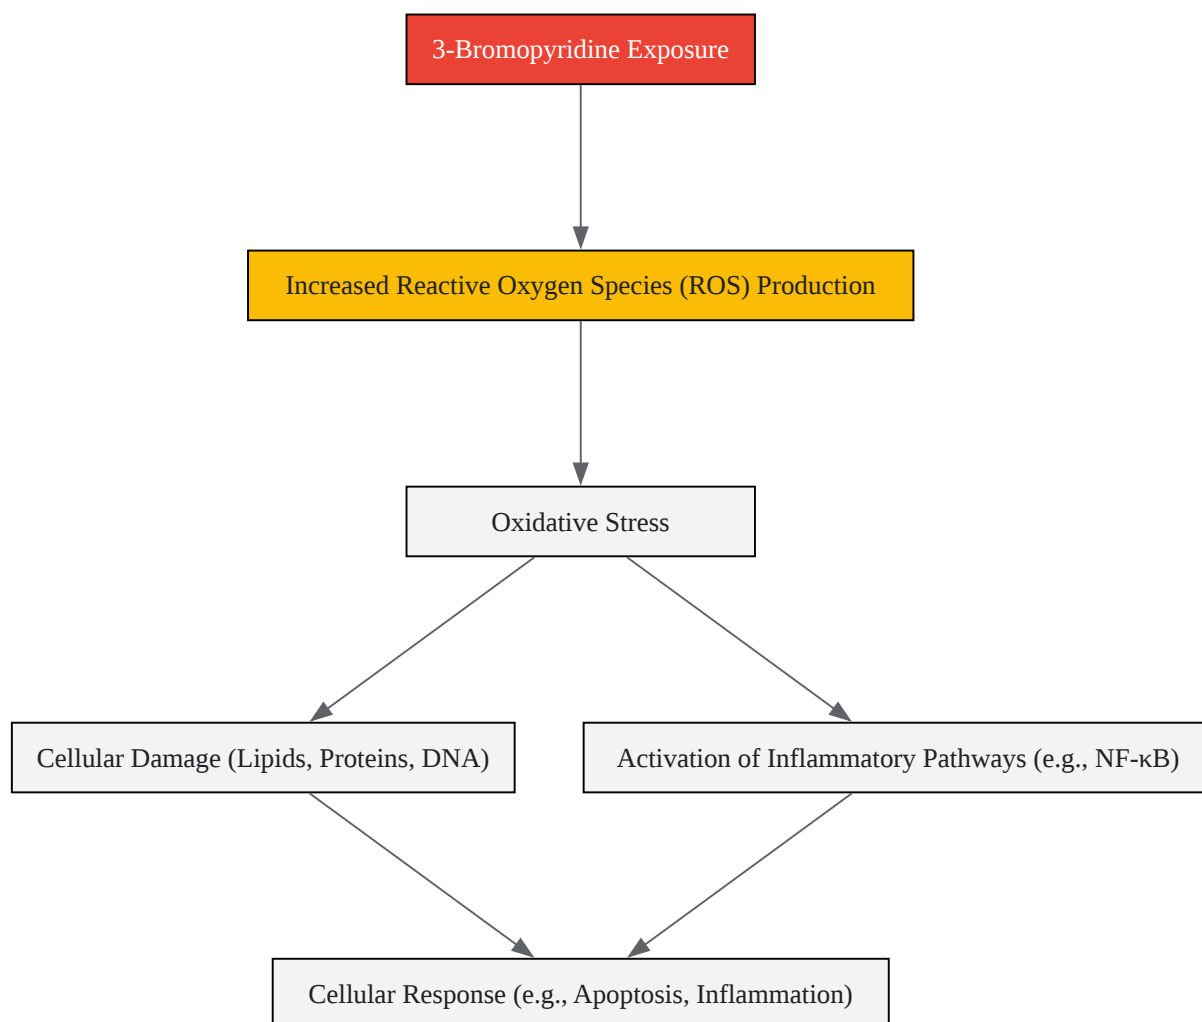 3-Bromopyridine Exposure
Increased Reactive Oxygen Species (ROS) Production
Oxidative Stress
Cellular Damage (Lipids, Proteins, DNA)
Activation of Inflammatory Pathways (e.g., NF-κB)
Cellular Response (e.g., Apoptosis, Inflammation)